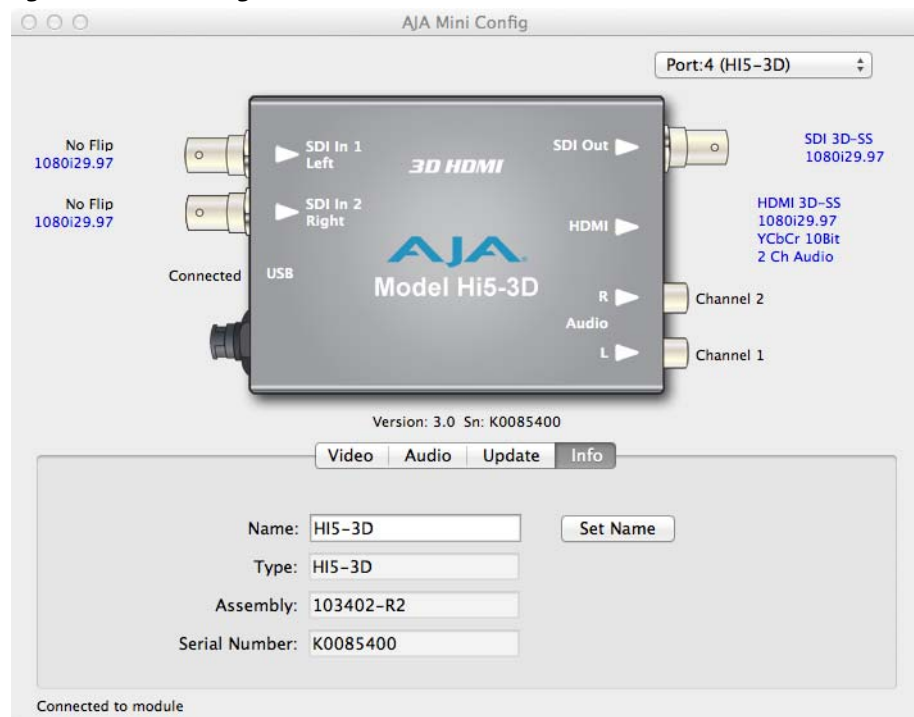 AJA Mini Config
Port:4 (HI5-3D)
No Flip
1080i29.97
No Flip
1080i29.97
Connected
SDI In 1
Left
SDI In 2
Right
USB
3D HDMI
AJA
Model Hi5-3D
SDI Out
HDMI
R
Audio
L
SDI 3D-SS
1080i29.97
HDMI 3D-SS
1080i29.97
YCbCr 10Bit
2 Ch Audio
Channel 2
Channel 1
Version: 3.0 Sn: K0085400
Video Audio Update Info
Name: HI5-3D Set Name
Type: HI5-3D
Assembly: 103402-R2
Serial Number: K0085400
Connected to module